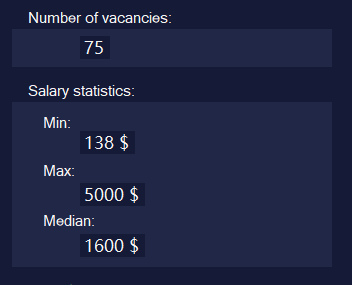 Number of vacancies:
75
Salary statistics:
Min:
138 $
Max:
5000 $
Median:
1600 $